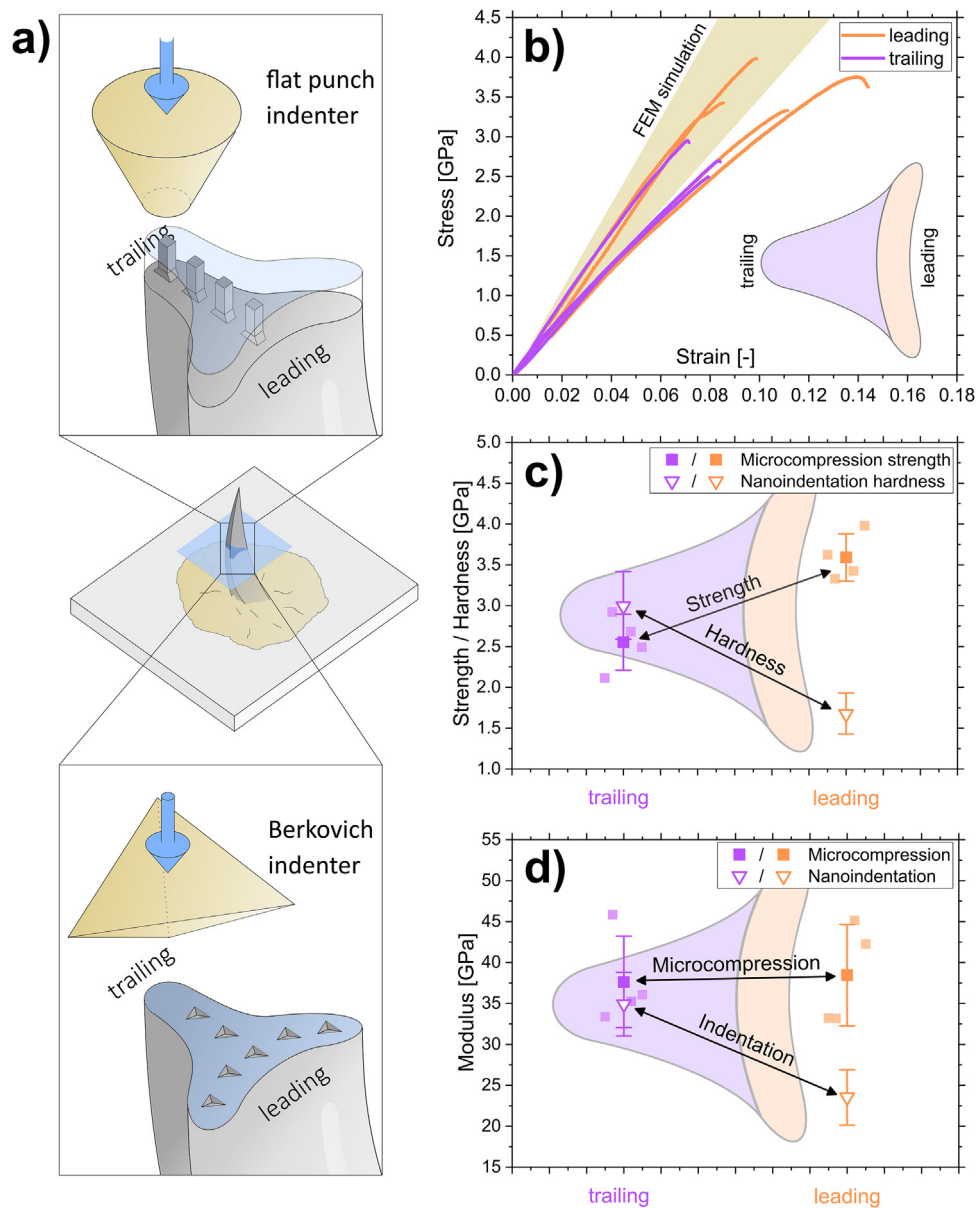 a)
flat punch
indenter
trailing
leading
Berkovich
indenter
trailing
leading
b)
4.5
4.0
3.5
3.0
2.5
2.0
1.5
1.0
0.5
0.0
Stress [GPa]
FEM simulation
leading
trailing
trailing
leading
Strain [-]
0.00 0.02 0.04 0.06 0.08 0.10 0.12 0.14 0.16 0.18
c)
5.0
4.5
4.0
3.5
3.0
2.5
2.0
1.5
1.0
Strength / Hardness [GPa]
/ Microcompression strength
/ Nanoindentation hardness
Strength
Hardness
trailing leading
d)
55
50
45
40
35
30
25
20
15
Modulus [GPa]
/ Microcompression
/ Nanoindentation
Microcompression
Indentation
trailing leading